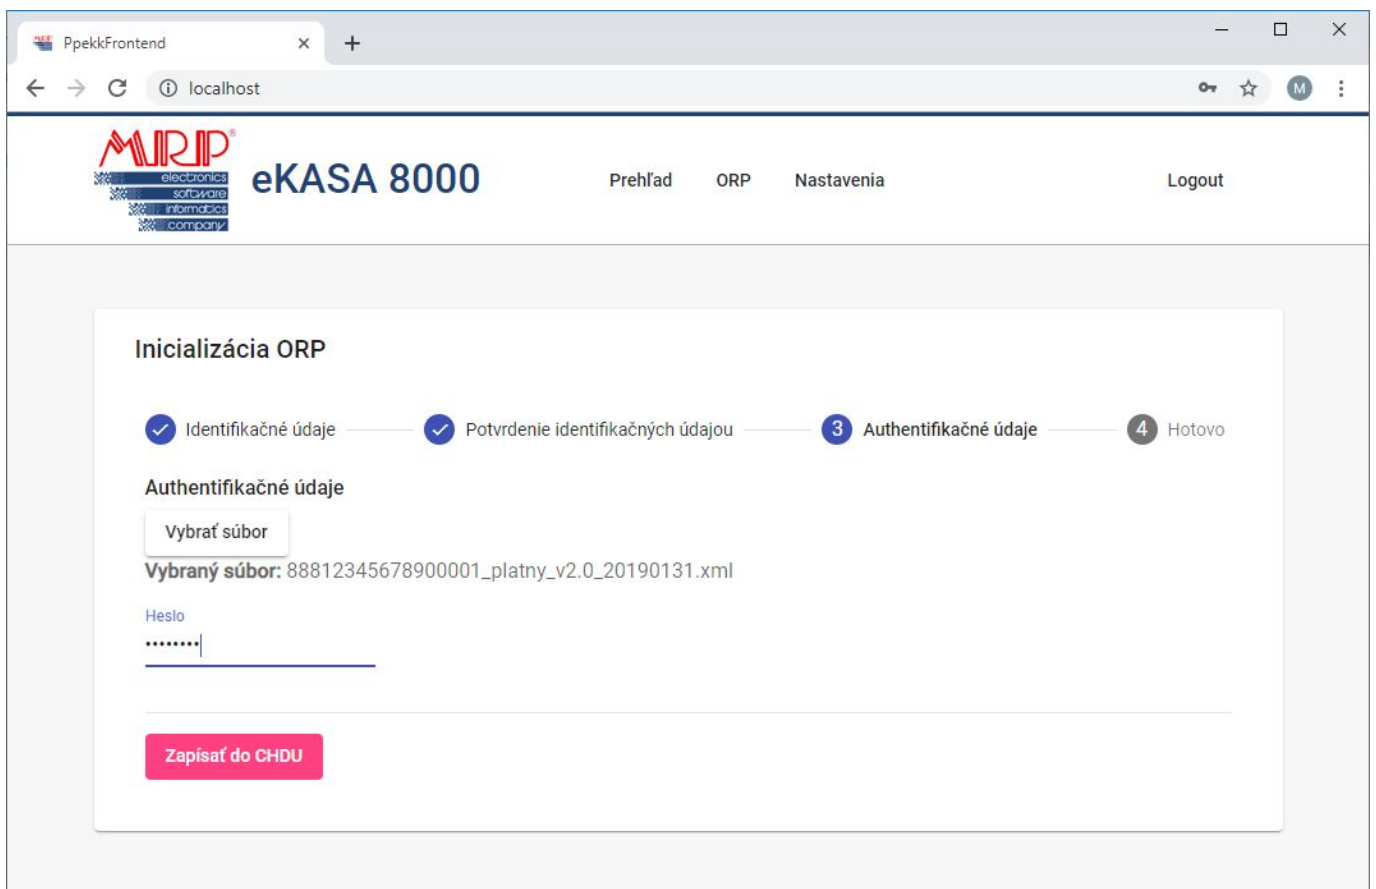 PpekkFrontend
localhost
M
MRP®
electronics
software
informatics
company
eKASA 8000
Prehľad ORP Nastavenia Logout
Inicializácia ORP
Identifikačné údaje Potvrdenie identifikačných údajou 3 Authentifikačné údaje 4 Hotovo
Authentifikačné údaje
Vybrať súbor
Vybraný súbor: 88812345678900001_platny_v2.0_20190131.xml
Heslo
••••••••
Zapísať do CHDU